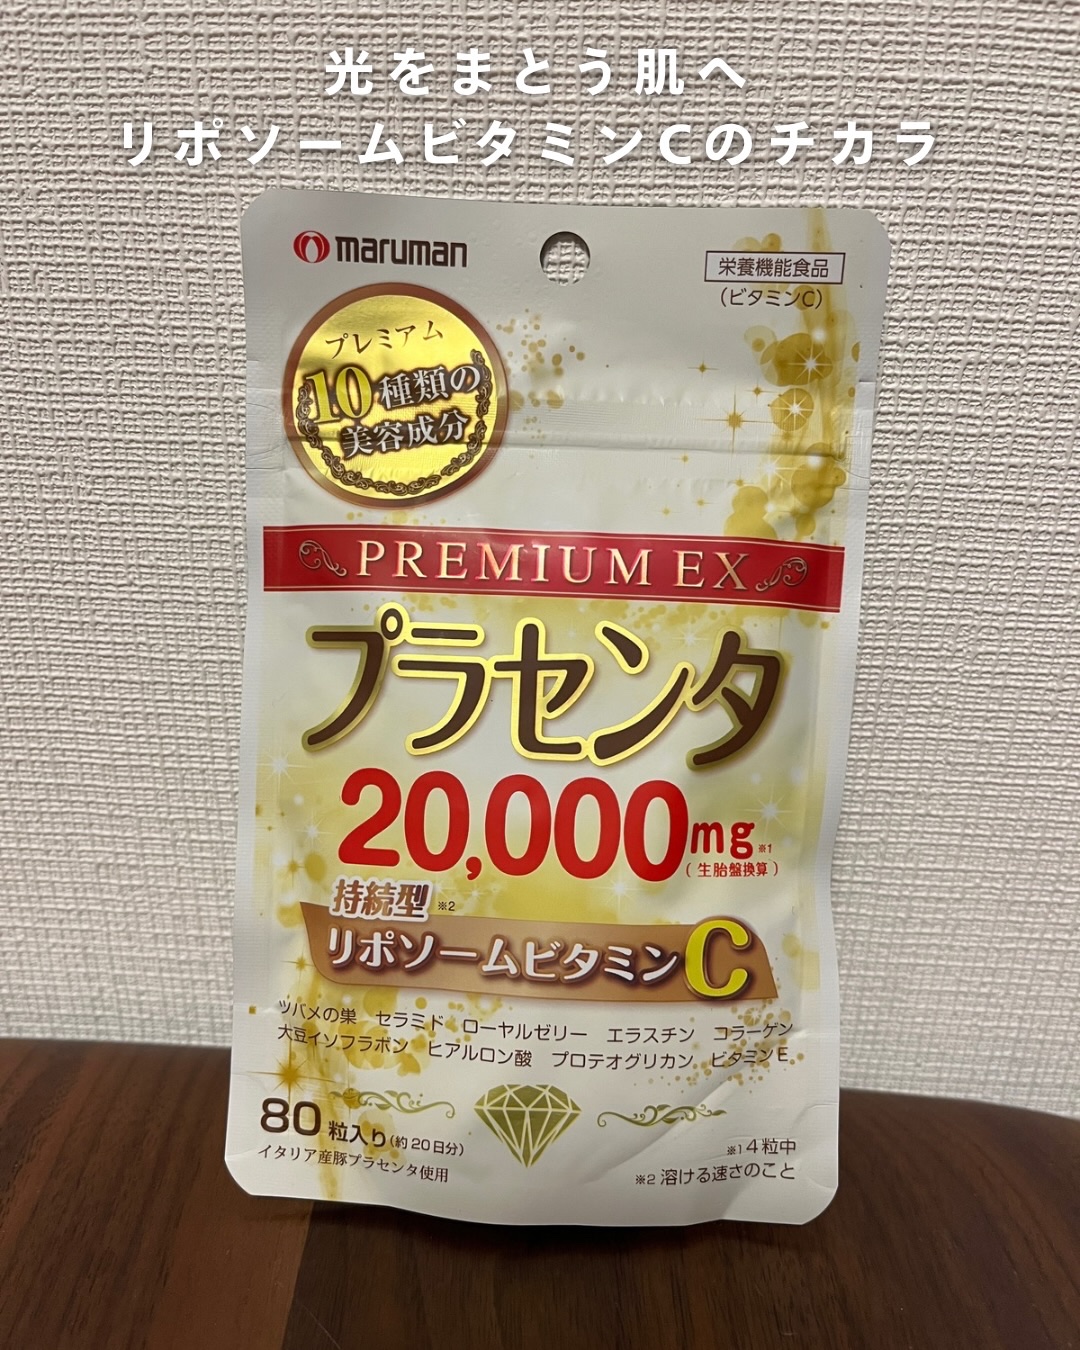 光をまとう肌へ
リポソームビタミンCのチカラ
maruman
栄養機能食品
(ビタミンC)
プレミアム
10種類の
美容成分
PREMIUM EX
プラセンタ
20,000mg※1
(生胎盤換算)
持続型※2
リポソームビタミンC
ツバメの巣 セラミド ローヤルゼリー エラスチン コラーゲン
大豆イソフラボン ヒアルロン酸 プロテオグリカン ビタミンE
80粒入り(約20日分)
イタリア産豚プラセンタ使用
※1 4粒中
※2 溶ける速さのこと